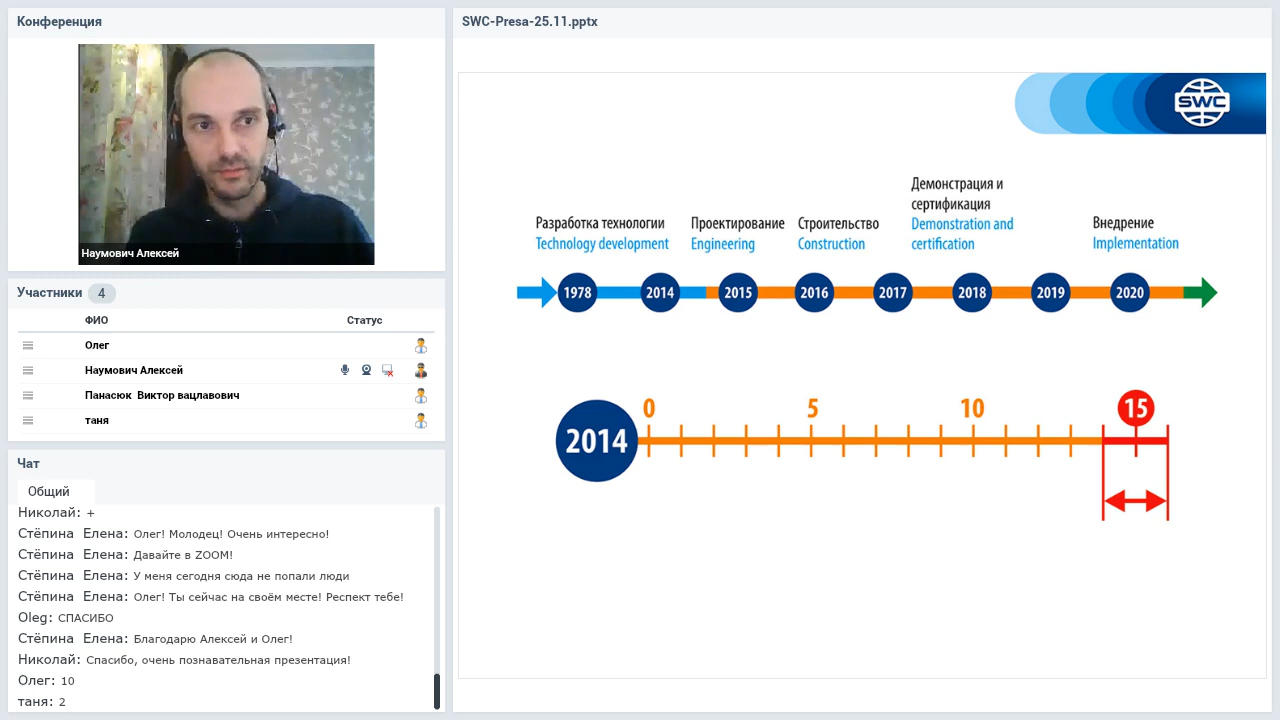 Конференция
Наумович Алексей
Участники 4
ФИО Статус
Олег
Наумович Алексей
Панасюк Виктор вацлавович
таня
Чат
Общий
Николай: +
Стёпина Елена: Олег! Молодец! Очень интересно!
Стёпина Елена: Давайте в ZOOM!
Стёпина Елена: У меня сегодня сюда не попали люди
Стёпина Елена: Олег! Ты сейчас на своём месте! Респект тебе!
Oleg: СПАСИБО
Стёпина Елена: Благодарю Алексей и Олег!
Николай: Спасибо, очень познавательная презентация!
Олег: 10
таня: 2
SWC-Presa-25.11.pptx
SWC
Разработка технологии
Technology development
Проектирование
Engineering
Строительство
Construction
Демонстрация и
сертификация
Demonstration and
certification
Внедрение
Implementation
1978 2014 2015 2016 2017 2018 2019 2020
0 5 10 15
2014